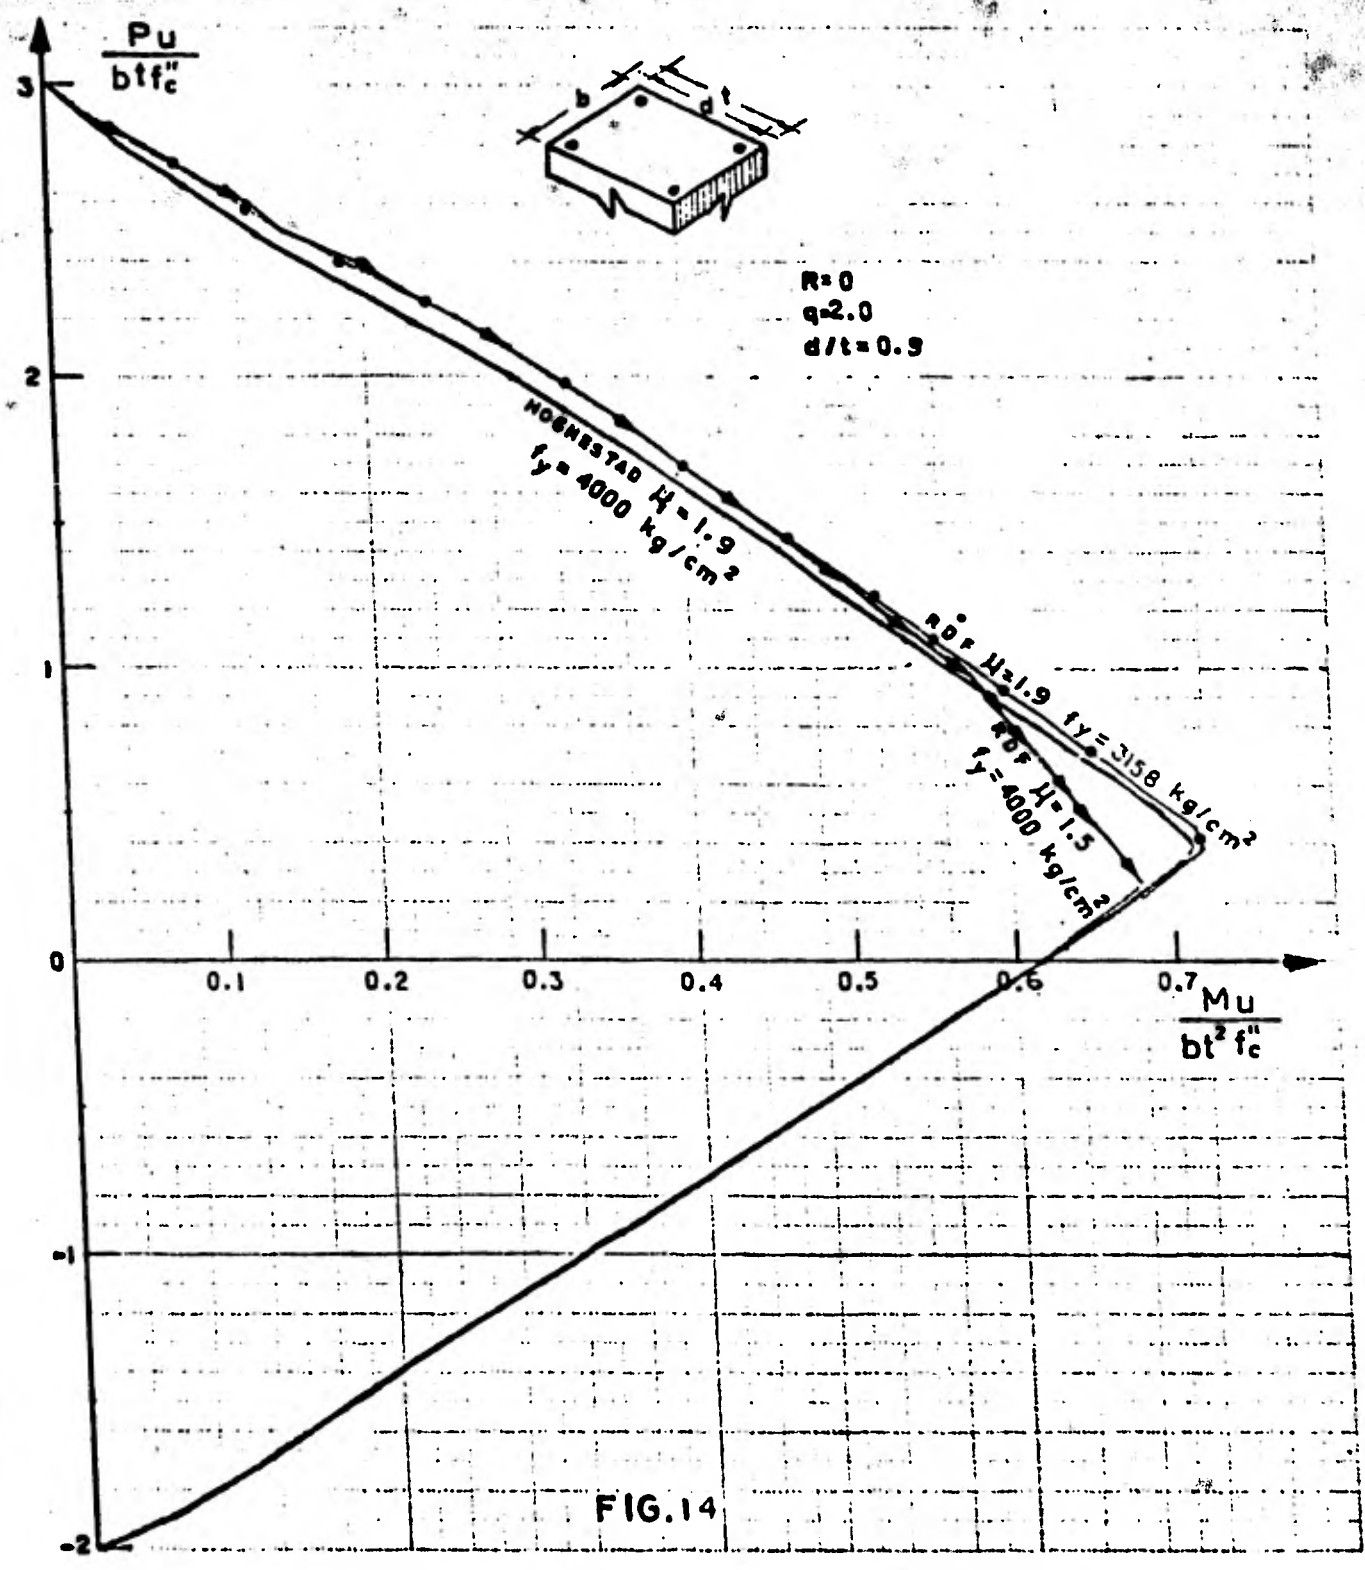 Pu
btf"c
3
b
d
t
R=0
q=2.0
d/t=0.9
2
HOGNESTAD μ=1.9
fy=4000 kg/cm²
1
RDF μ=1.9 fy=3158 kg/cm²
RDF μ=1.5
fy=4000 kg/cm²
0
0.1 0.2 0.3 0.4 0.5 0.6 0.7
Mu
bt² f"c
-1
-2
FIG.14